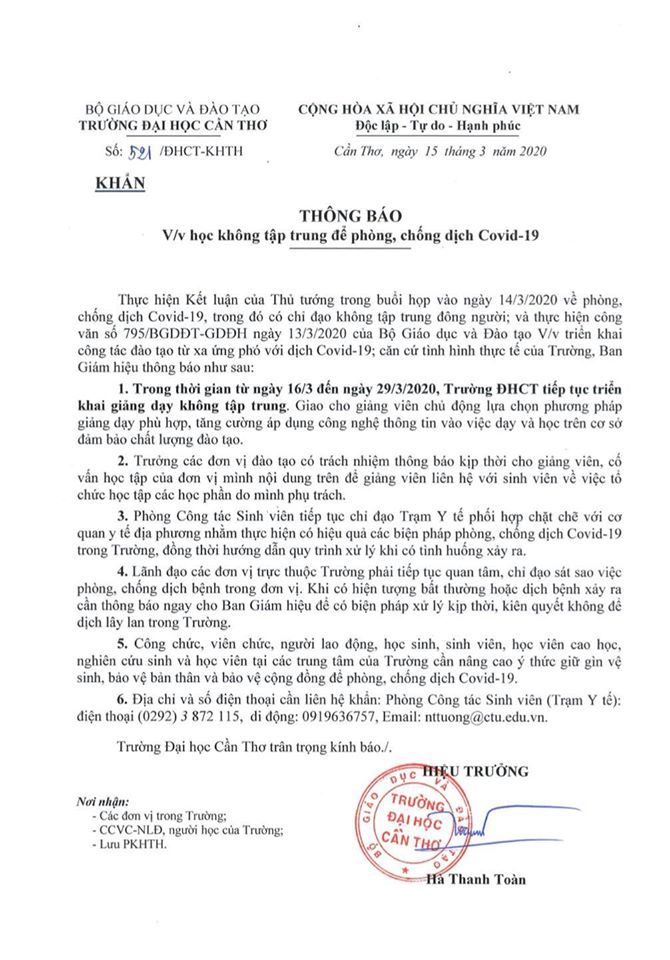 BỘ GIÁO DỤC VÀ ĐÀO TẠO
TRƯỜNG ĐẠI HỌC CẦN THƠ
Số: 521 /ĐHCT-KHTH
KHẨN
CỘNG HÒA XÃ HỘI CHỦ NGHĨA VIỆT NAM
Độc lập - Tự do - Hạnh phúc
Cần Thơ, ngày 15 tháng 3 năm 2020
THÔNG BÁO
V/v học không tập trung để phòng, chống dịch Covid-19
Thực hiện Kết luận của Thủ tướng trong buổi họp vào ngày 14/3/2020 về phòng,
chống dịch Covid-19, trong đó có chỉ đạo không tập trung đông người; và thực hiện công
văn số 795/BGDĐT-GDĐH ngày 13/3/2020 của Bộ Giáo dục và Đào tạo V/v triển khai
công tác đào tạo từ xa ứng phó với dịch Covid-19; căn cứ tình hình thực tế của Trường, Ban
Giám hiệu thông báo như sau:
1. Trong thời gian từ ngày 16/3 đến ngày 29/3/2020, Trường ĐHCT tiếp tục triển
khai giảng dạy không tập trung. Giao cho giảng viên chủ động lựa chọn phương pháp
giảng dạy phù hợp, tăng cường áp dụng công nghệ thông tin vào việc dạy và học trên cơ sở
đảm bảo chất lượng đào tạo.
2. Trưởng các đơn vị đào tạo có trách nhiệm thông báo kịp thời cho giảng viên, cố
vấn học tập của đơn vị mình nội dung trên để giảng viên liên hệ với sinh viên về việc tổ
chức học tập các học phần do mình phụ trách.
3. Phòng Công tác Sinh viên tiếp tục chỉ đạo Trạm Y tế phối hợp chặt chẽ với cơ
quan y tế địa phương nhằm thực hiện có hiệu quả các biện pháp phòng, chống dịch Covid-19
trong Trường, đồng thời hướng dẫn quy trình xử lý khi có tình huống xảy ra.
4. Lãnh đạo các đơn vị trực thuộc Trường phải tiếp tục quan tâm, chỉ đạo sát sao việc
phòng, chống dịch bệnh trong đơn vị. Khi có hiện tượng bất thường hoặc dịch bệnh xảy ra
cần thông báo ngay cho Ban Giám hiệu để có biện pháp xử lý kịp thời, kiên quyết không để
dịch lây lan trong Trường.
5. Công chức, viên chức, người lao động, học sinh, sinh viên, học viên cao học,
nghiên cứu sinh và học viên tại các trung tâm của Trường cần nâng cao ý thức giữ gìn vệ
sinh, bảo vệ bản thân và bảo vệ cộng đồng để phòng, chống dịch Covid-19.
6. Địa chỉ và số điện thoại cần liên hệ khẩn: Phòng Công tác Sinh viên (Trạm Y tế):
điện thoại (0292) 3 872 115, di động: 0919636757, Email: nttuong@ctu.edu.vn.
Trường Đại học Cần Thơ trân trọng kính báo./.
HIỆU TRƯỞNG
Nơi nhận:
- Các đơn vị trong Trường;
- CCVC-NLĐ, người học của Trường;
- Lưu PKHTH.
BỘ GIÁO DỤC VÀ ĐÀO TẠO
TRƯỜNG
ĐẠI HỌC
CẦN THƠ
Hà Thanh Toàn